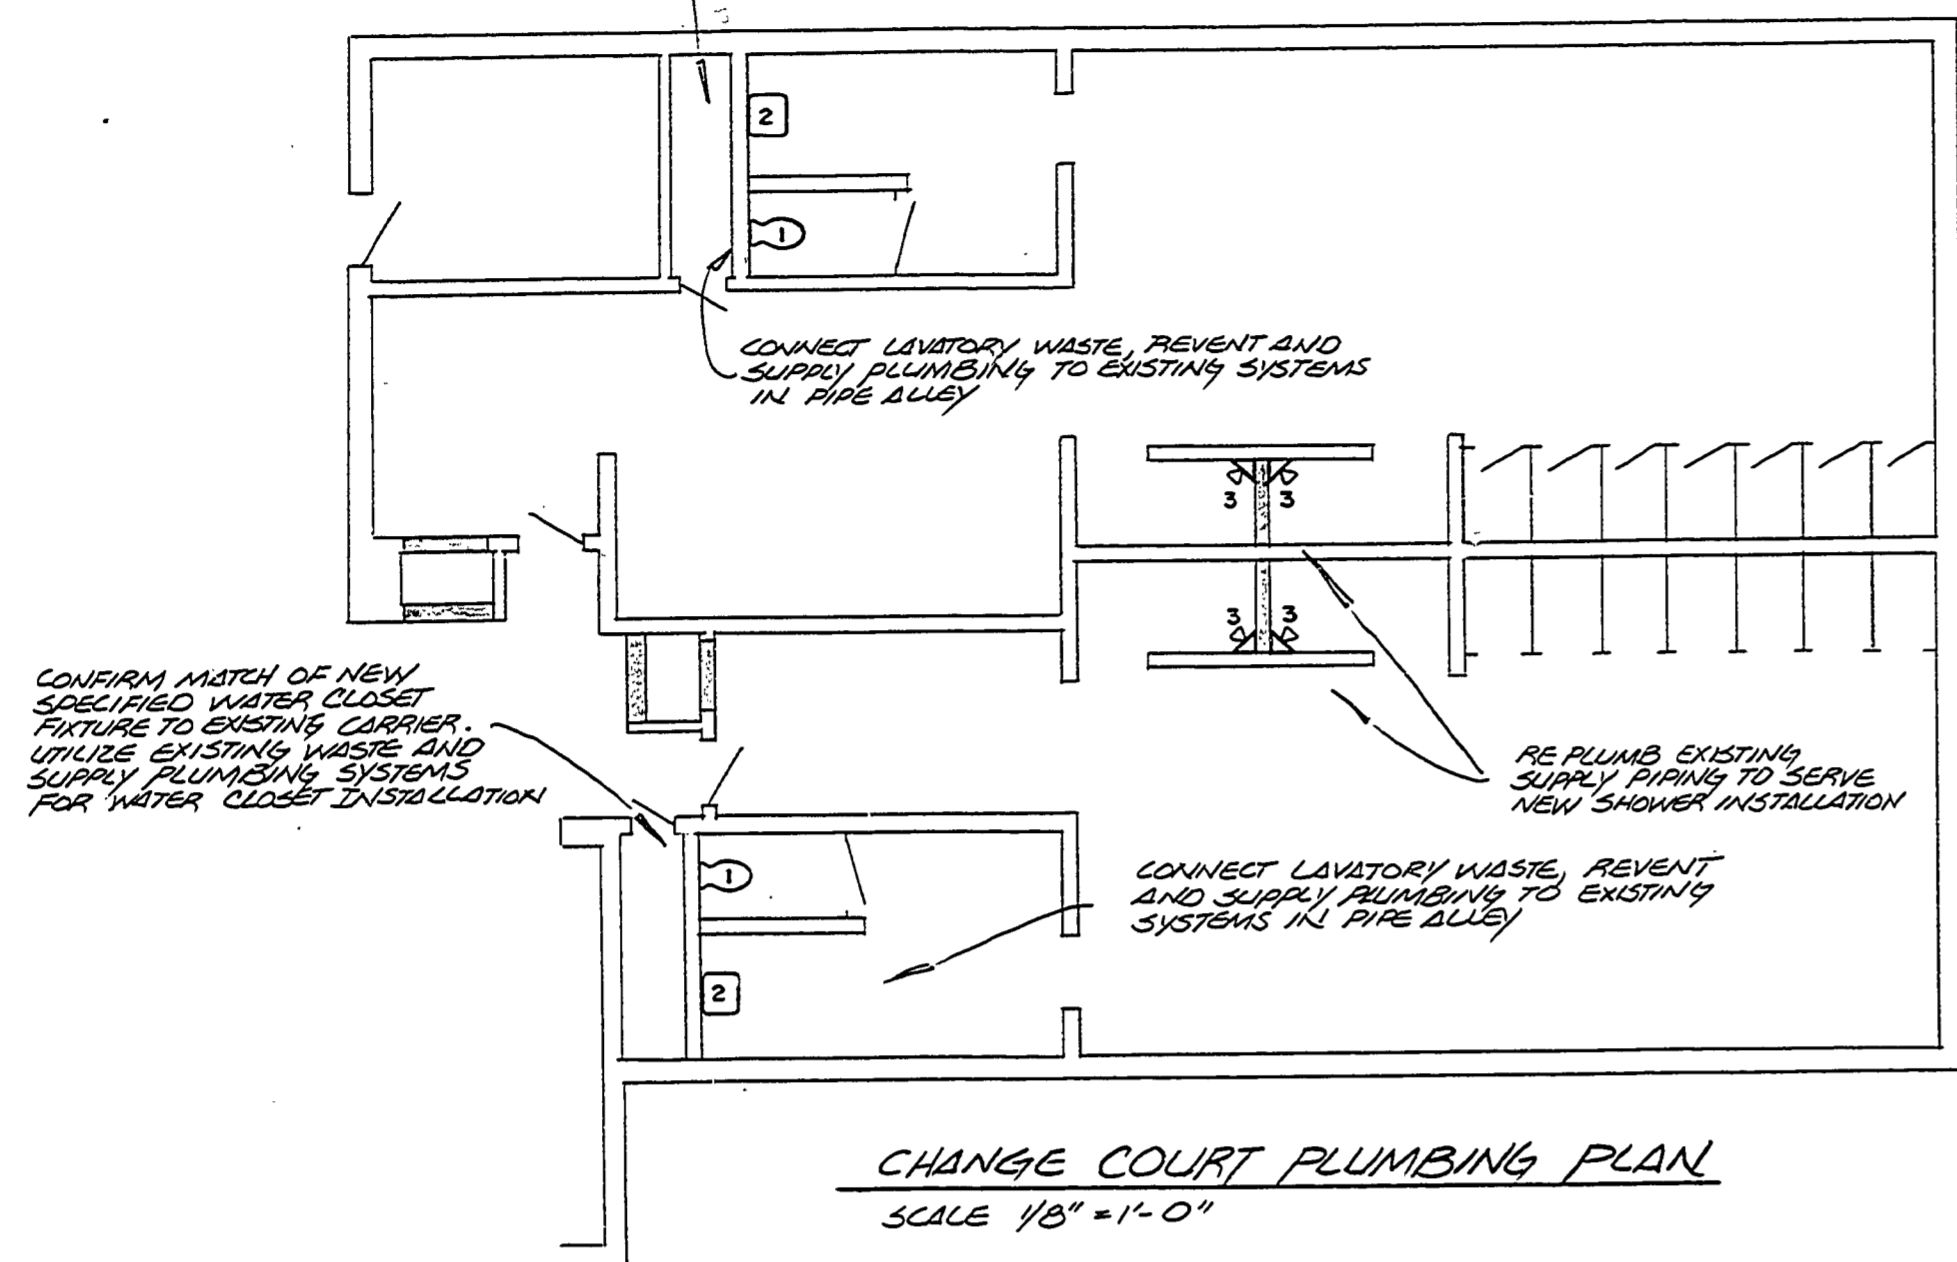 2
1
CONNECT LAVATORY WASTE, REVENT AND
SUPPLY PLUMBING TO EXISTING SYSTEMS
IN PIPE ALLEY
3 3
3 3
CONFIRM MATCH OF NEW
SPECIFIED WATER CLOSET
FIXTURE TO EXISTING CARRIER.
UTILIZE EXISTING WASTE AND
SUPPLY PLUMBING SYSTEMS
FOR WATER CLOSET INSTALLATION
RE PLUMB EXISTING
SUPPLY PIPING TO SERVE
NEW SHOWER INSTALLATION
1
CONNECT LAVATORY WASTE, REVENT
AND SUPPLY PLUMBING TO EXISTING
SYSTEMS IN PIPE ALLEY
2
CHANGE COURT PLUMBING PLAN
SCALE 1/8" = 1'-0"